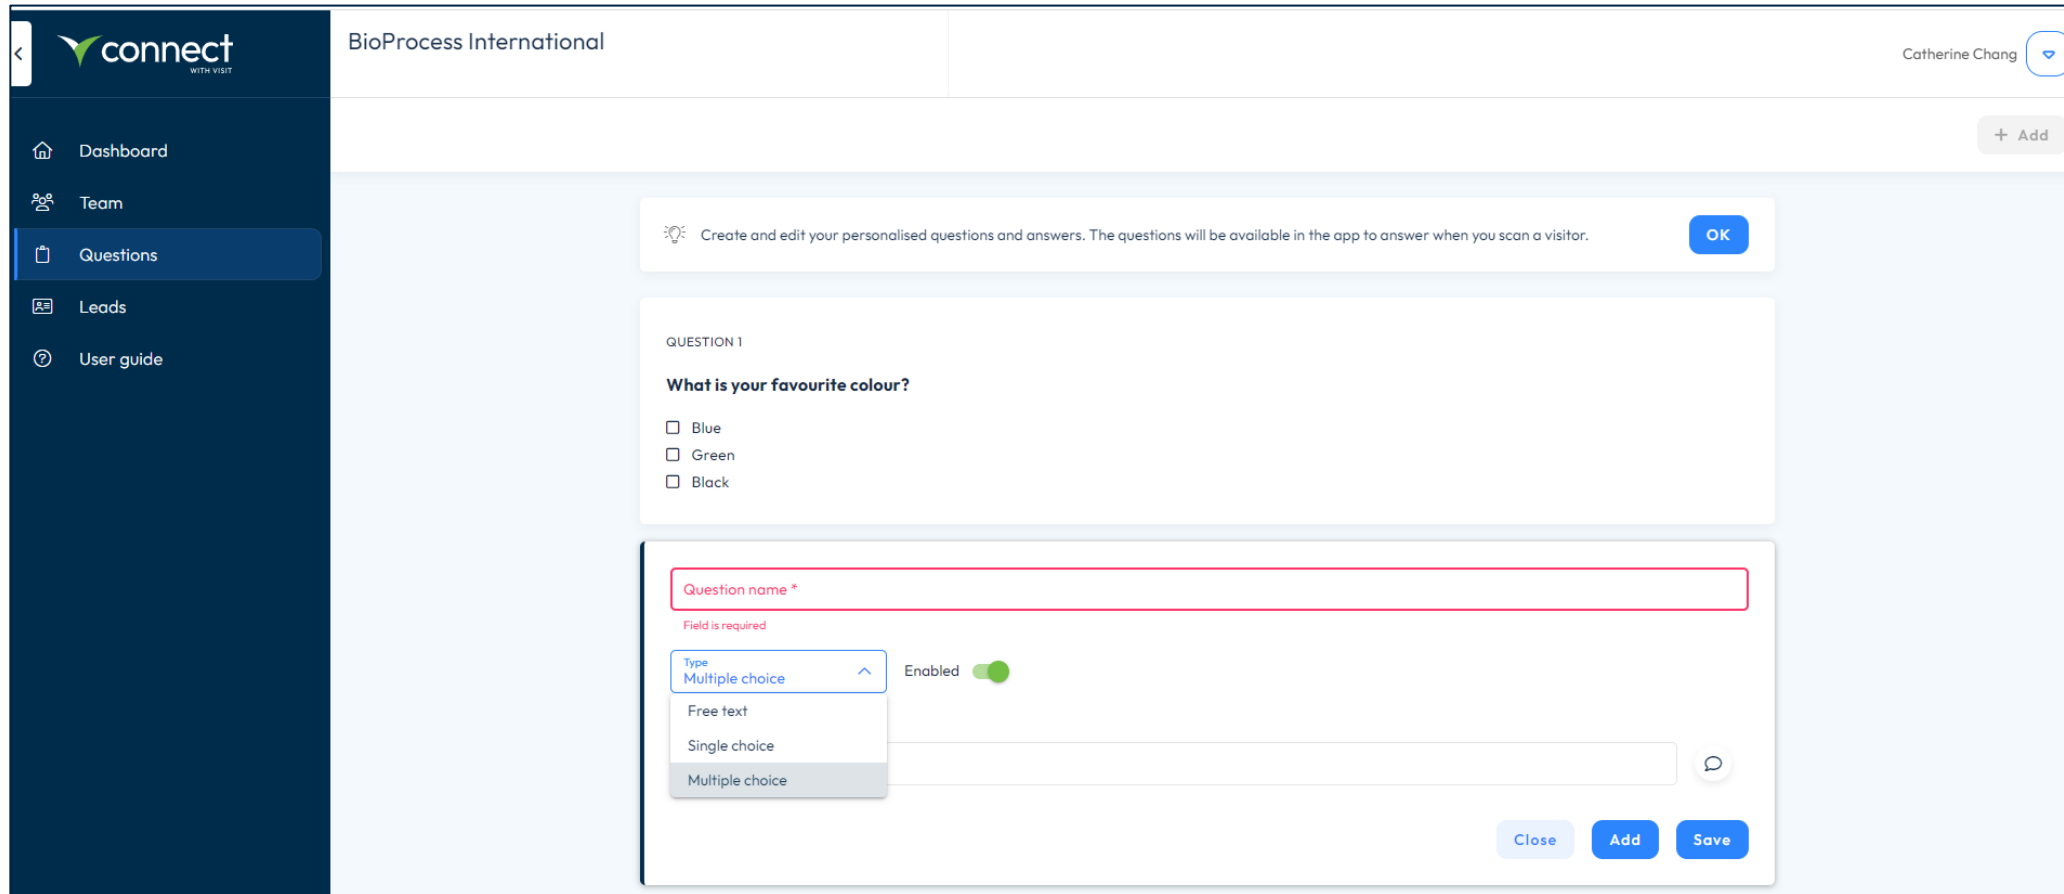 connect
WITH VISIT
BioProcess International
Catherine Chang
+ Add
Dashboard
Team
Questions
Leads
User guide
Create and edit your personalised questions and answers. The questions will be available in the app to answer when you scan a visitor.
OK
QUESTION 1
What is your favourite colour?
Blue
Green
Black
Question name *
Field is required
Type
Multiple choice
Enabled
Free text
Single choice
Multiple choice
Close
Add
Save